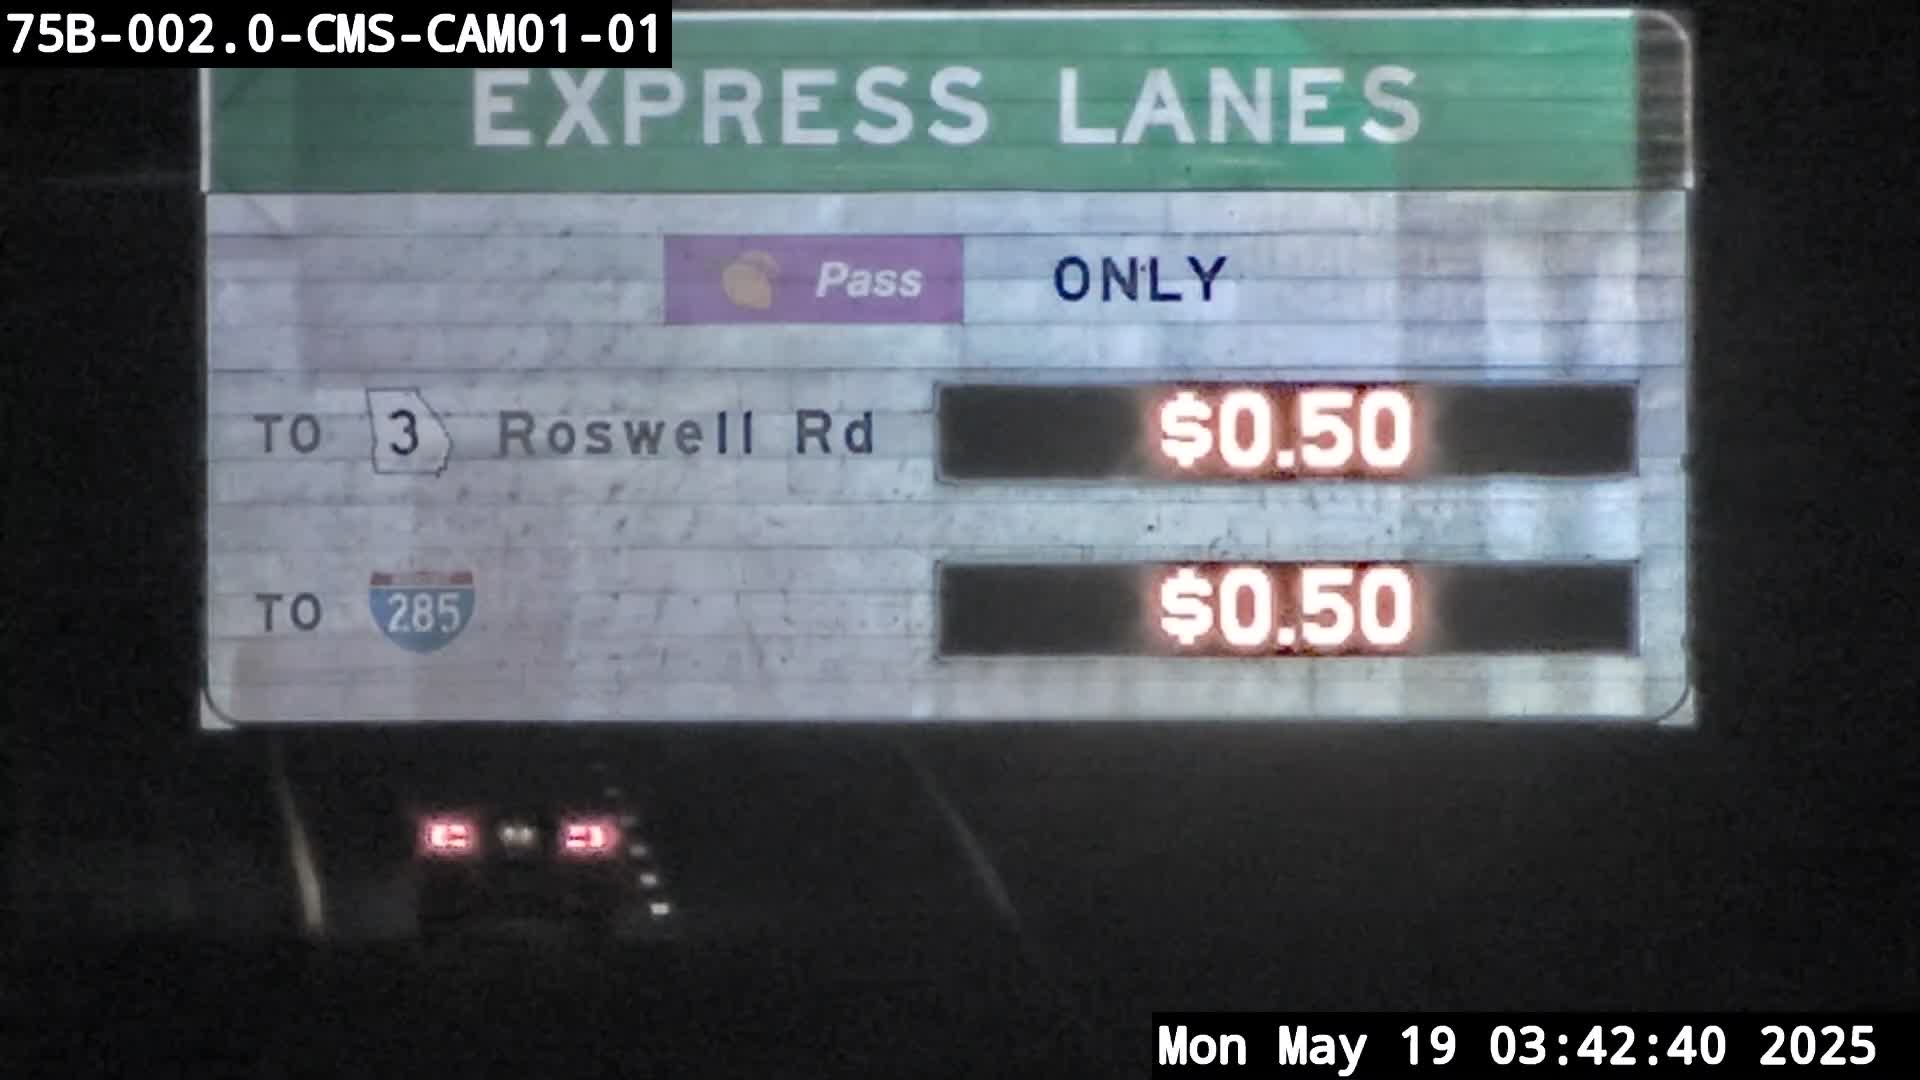 75B-002.0-CMS-CAM01-01
EXPRESS LANES
Pass ONLY
TO 3 Roswell Rd $0.50
TO 285 $0.50
Mon May 19 03:42:40 2025